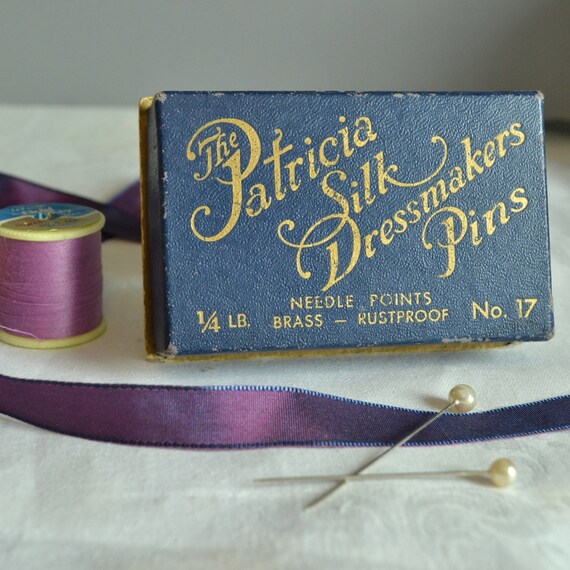 The Patricia
Silk
Dressmakers
Pins
NEEDLE POINTS
1/4 LB. BRASS — RUSTPROOF No. 17